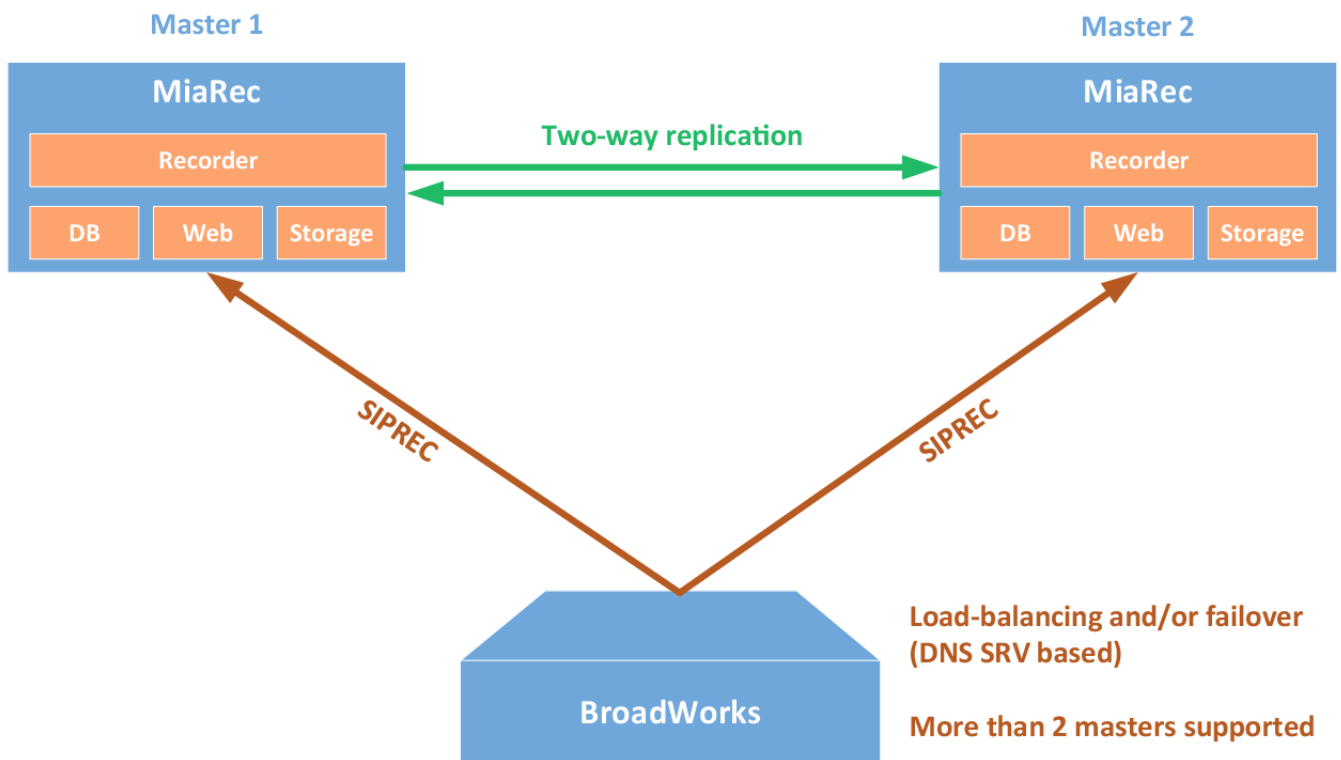 Master 1
Master 2
MiaRec
MiaRec
Two-way replication
Recorder
Recorder
DB
Web
Storage
DB
Web
Storage
SIPREC
SIPREC
Load-balancing and/or failover
(DNS SRV based)
BroadWorks
More than 2 masters supported